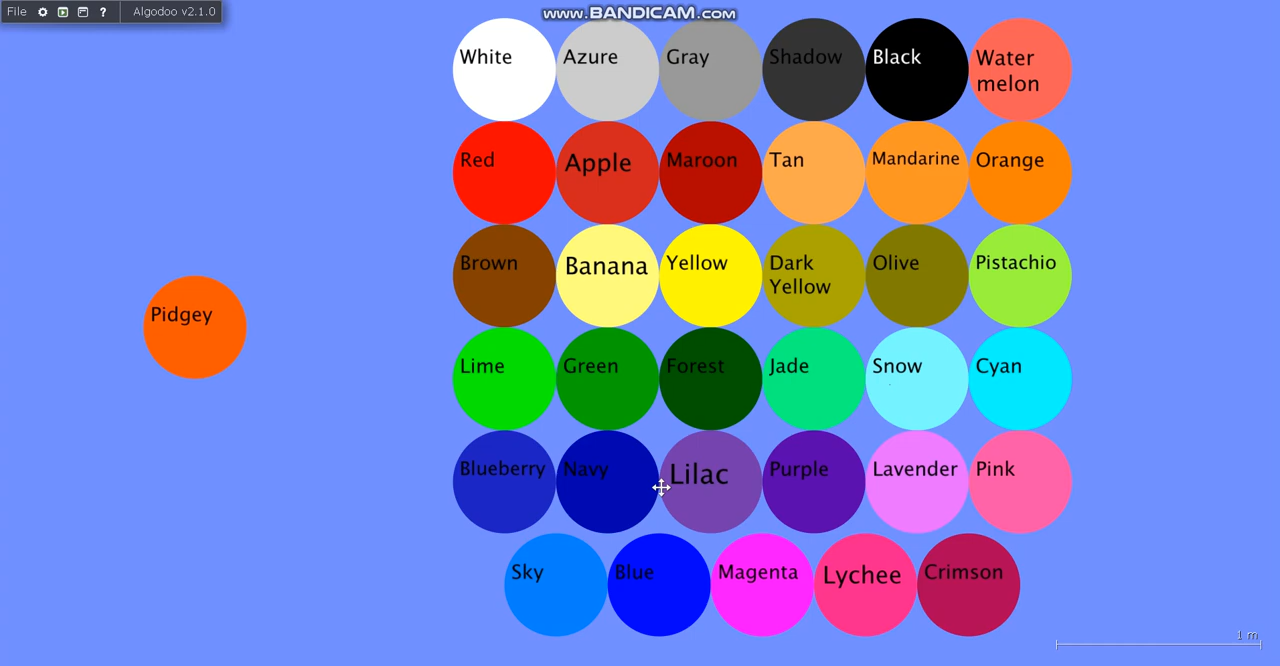 File ? Algodoo v2.1.0
www.BANDICAM.com
White
Azure
Gray
Shadow
Black
Water
melon
Red
Apple
Maroon
Tan
Mandarine
Orange
Brown
Banana
Yellow
Dark
Yellow
Olive
Pistachio
Pidgey
Lime
Green
Forest
Jade
Snow
Cyan
Blueberry
Navy
Lilac
Purple
Lavender
Pink
Sky
Blue
Magenta
Lychee
Crimson
1 m